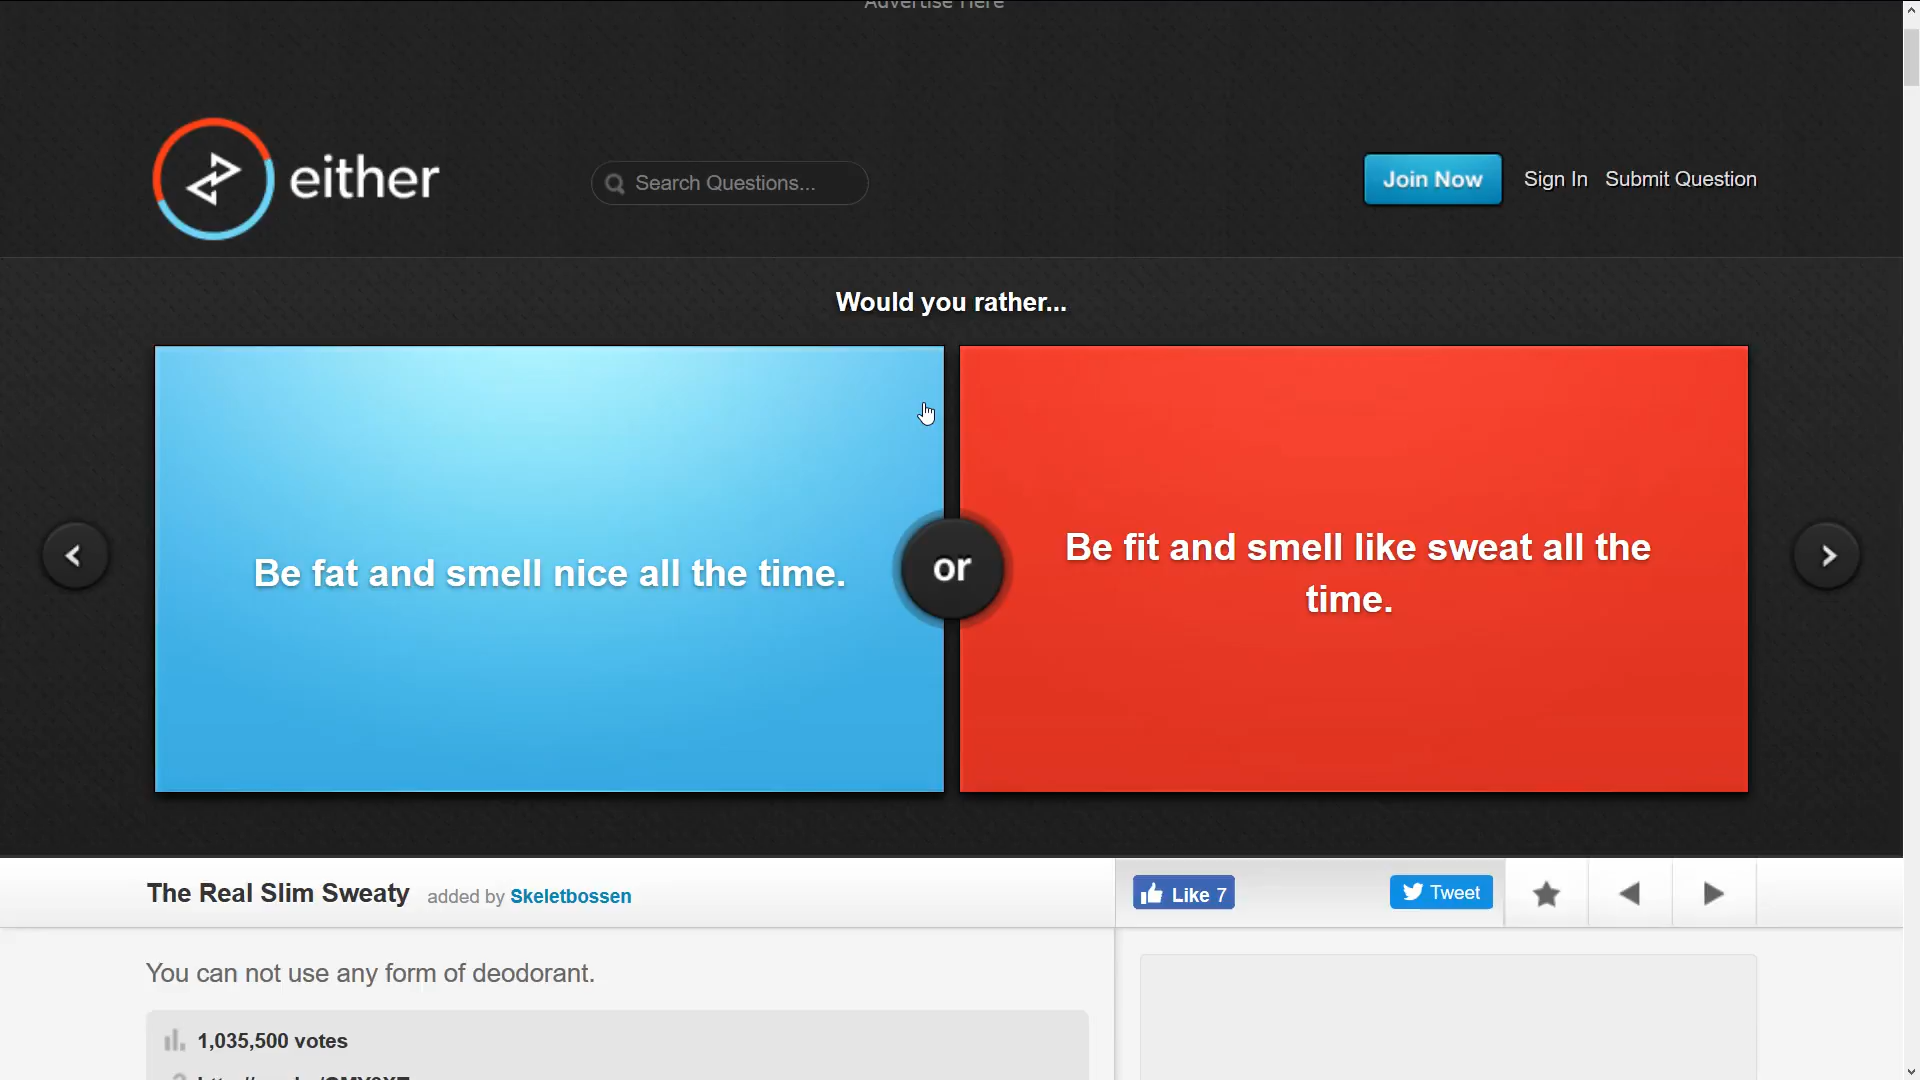 Advertise Here
either
Search Questions...
Join Now
Sign In
Submit Question
Would you rather...
Be fat and smell nice all the time.
or
Be fit and smell like sweat all the
time.
The Real Slim Sweaty added by Skeletbossen
Like 7
Tweet
You can not use any form of deodorant.
1,035,500 votes